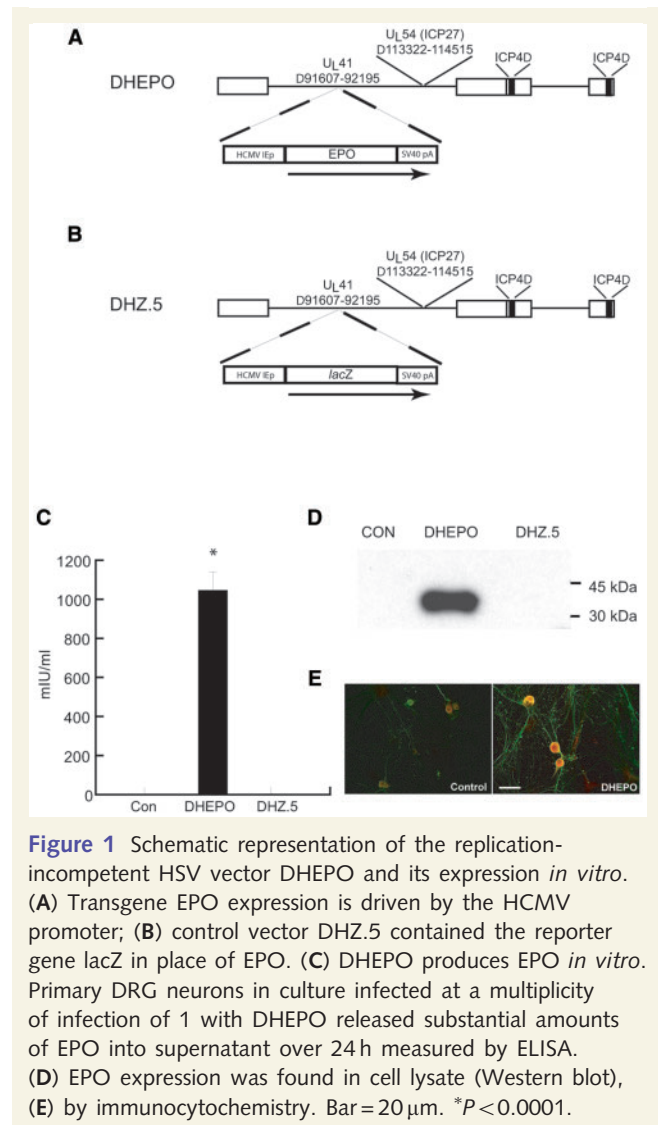 A
DHEPO
UL41
D91607-92195
UL54 (ICP27)
D113322-114515
ICP4D
ICP4D
HCMV IEp
EPO
SV40 pA
B
DHZ.5
UL41
D91607-92195
UL54 (ICP27)
D113322-114515
ICP4D
ICP4D
HCMV IEp
lacZ
SV40 pA
C
mIU/ml
1200
1000
800
600
400
200
0
*
Con DHEPO DHZ.5
D
CON DHEPO DHZ.5
45 kDa
30 kDa
E
Control
DHEPO
Figure 1 Schematic representation of the replication-
incompetent HSV vector DHEPO and its expression in vitro.
(A) Transgene EPO expression is driven by the HCMV
promoter; (B) control vector DHZ.5 contained the reporter
gene lacZ in place of EPO. (C) DHEPO produces EPO in vitro.
Primary DRG neurons in culture infected at a multiplicity
of infection of 1 with DHEPO released substantial amounts
of EPO into supernatant over 24 h measured by ELISA.
(D) EPO expression was found in cell lysate (Western blot),
(E) by immunocytochemistry. Bar = 20 μm. *P < 0.0001.